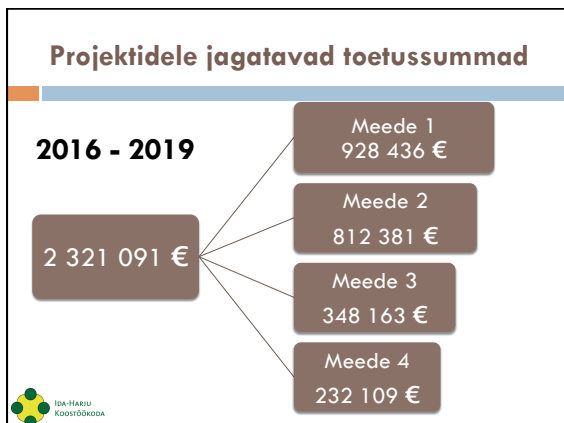 Projektidele jagatavad toetussummad
2016 - 2019
2 321 091 €
Meede 1
928 436 €
Meede 2
812 381 €
Meede 3
348 163 €
Meede 4
232 109 €
IDA-HARJU
KOOSTÖÖKODA